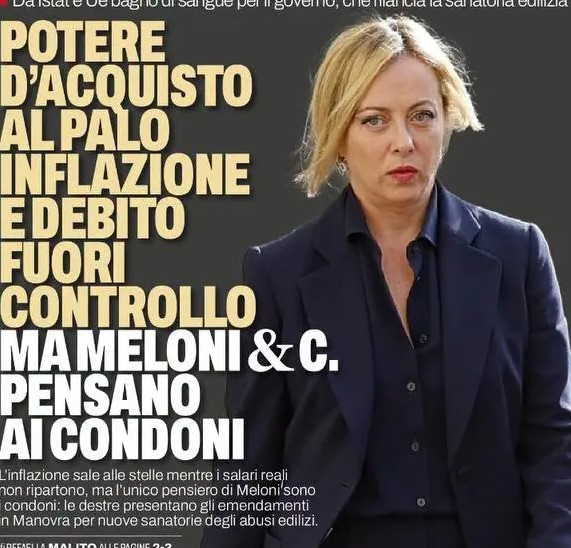 Da Istat e Ue bagno di sangue per il governo, che rilancia la sanatoria edilizia
POTERE
D'ACQUISTO
AL PALO
INFLAZIONE
E DEBITO
FUORI
CONTROLLO
MA MELONI & C.
PENSANO
AI CONDONI
L'inflazione sale alle stelle mentre i salari reali
non ripartono, ma l'unico pensiero di Meloni sono
i condoni: le destre presentano gli emendamenti
in Manovra per nuove sanatorie degli abusi edilizi.
di RAFFAELLA MALITO ALLE PAGINE 2-3